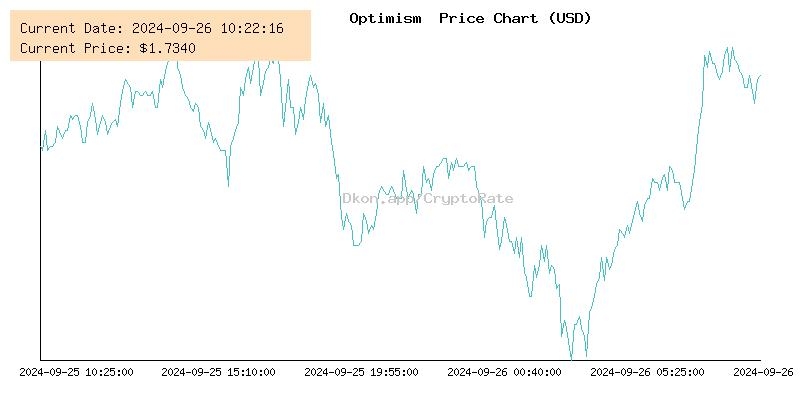 Optimism Price Chart (USD)
Current Date: 2024-09-26 10:22:16
Current Price: $1.7340
Dkon.app/CryptoRate
2024-09-25 10:25:00 2024-09-25 15:10:00 2024-09-25 19:55:00 2024-09-26 00:40:00 2024-09-26 05:25:00 2024-09-26